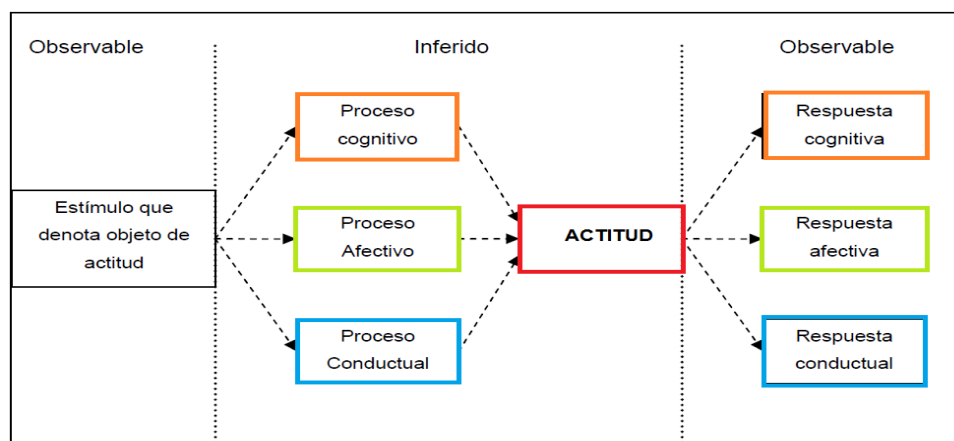 Observable
Inferido
Observable
Proceso
cognitivo
Respuesta
cognitiva
Estímulo que
denota objeto de
actitud
Proceso
Afectivo
ACTITUD
Respuesta
afectiva
Proceso
Conductual
Respuesta
conductual